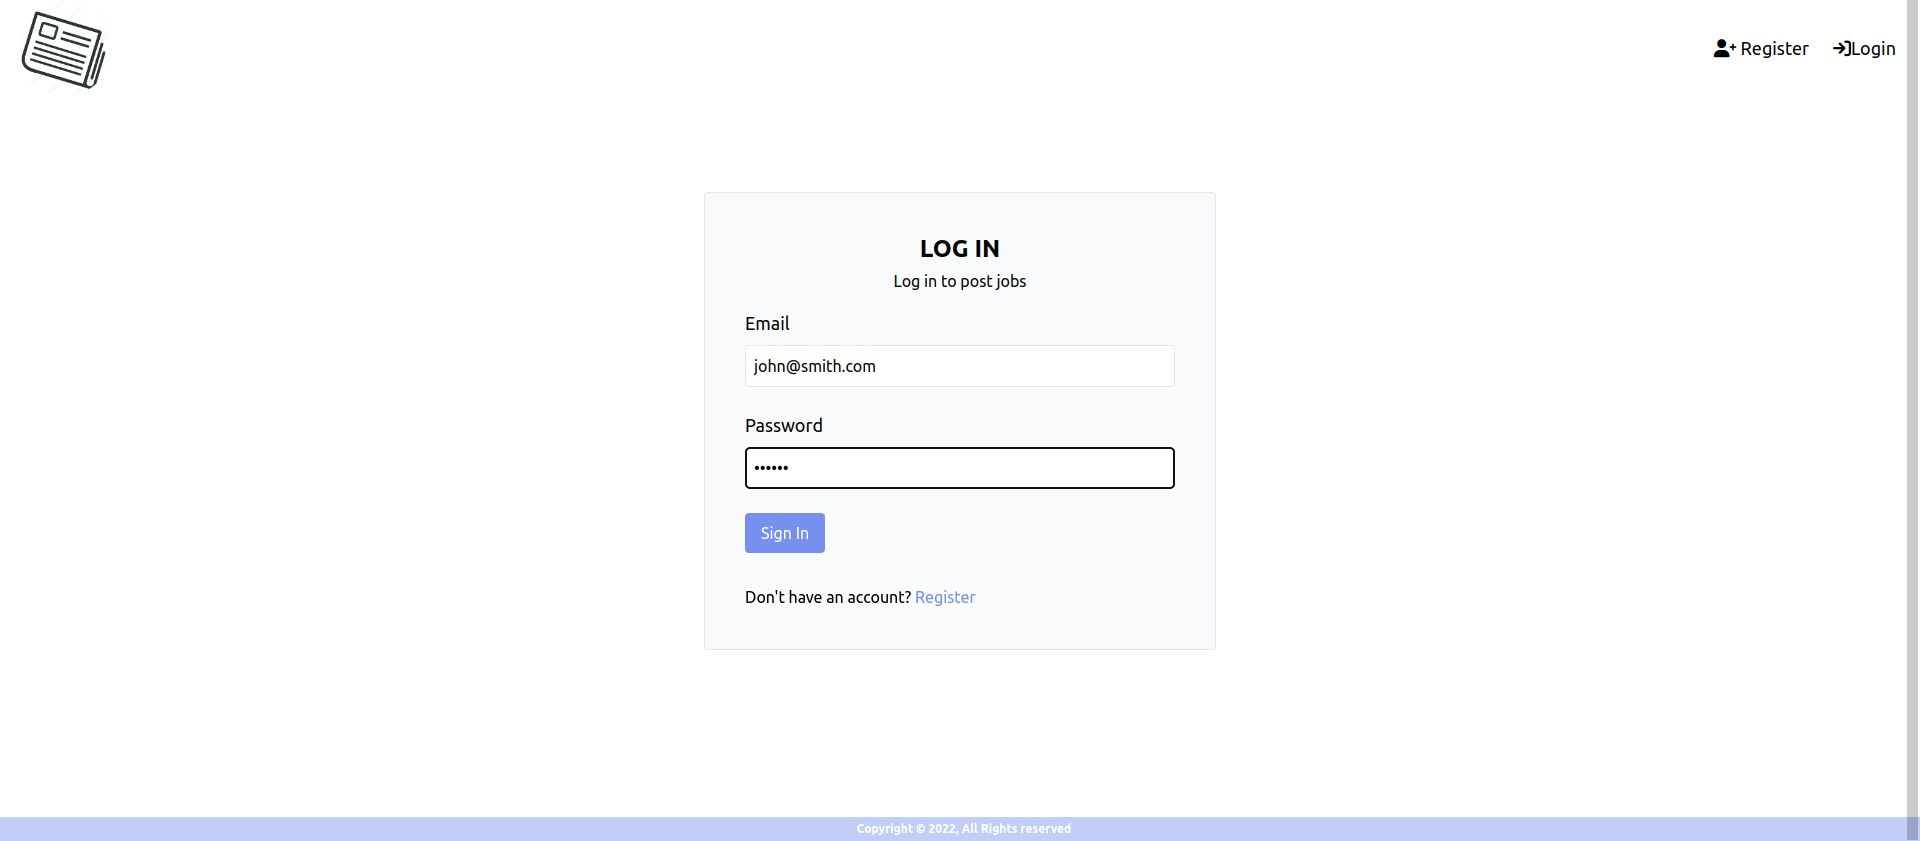 Register
Login
LOG IN
Log in to post jobs
Email
john@smith.com
Password
••••••
Sign In
Don't have an account? Register
Copyright © 2022, All Rights reserved